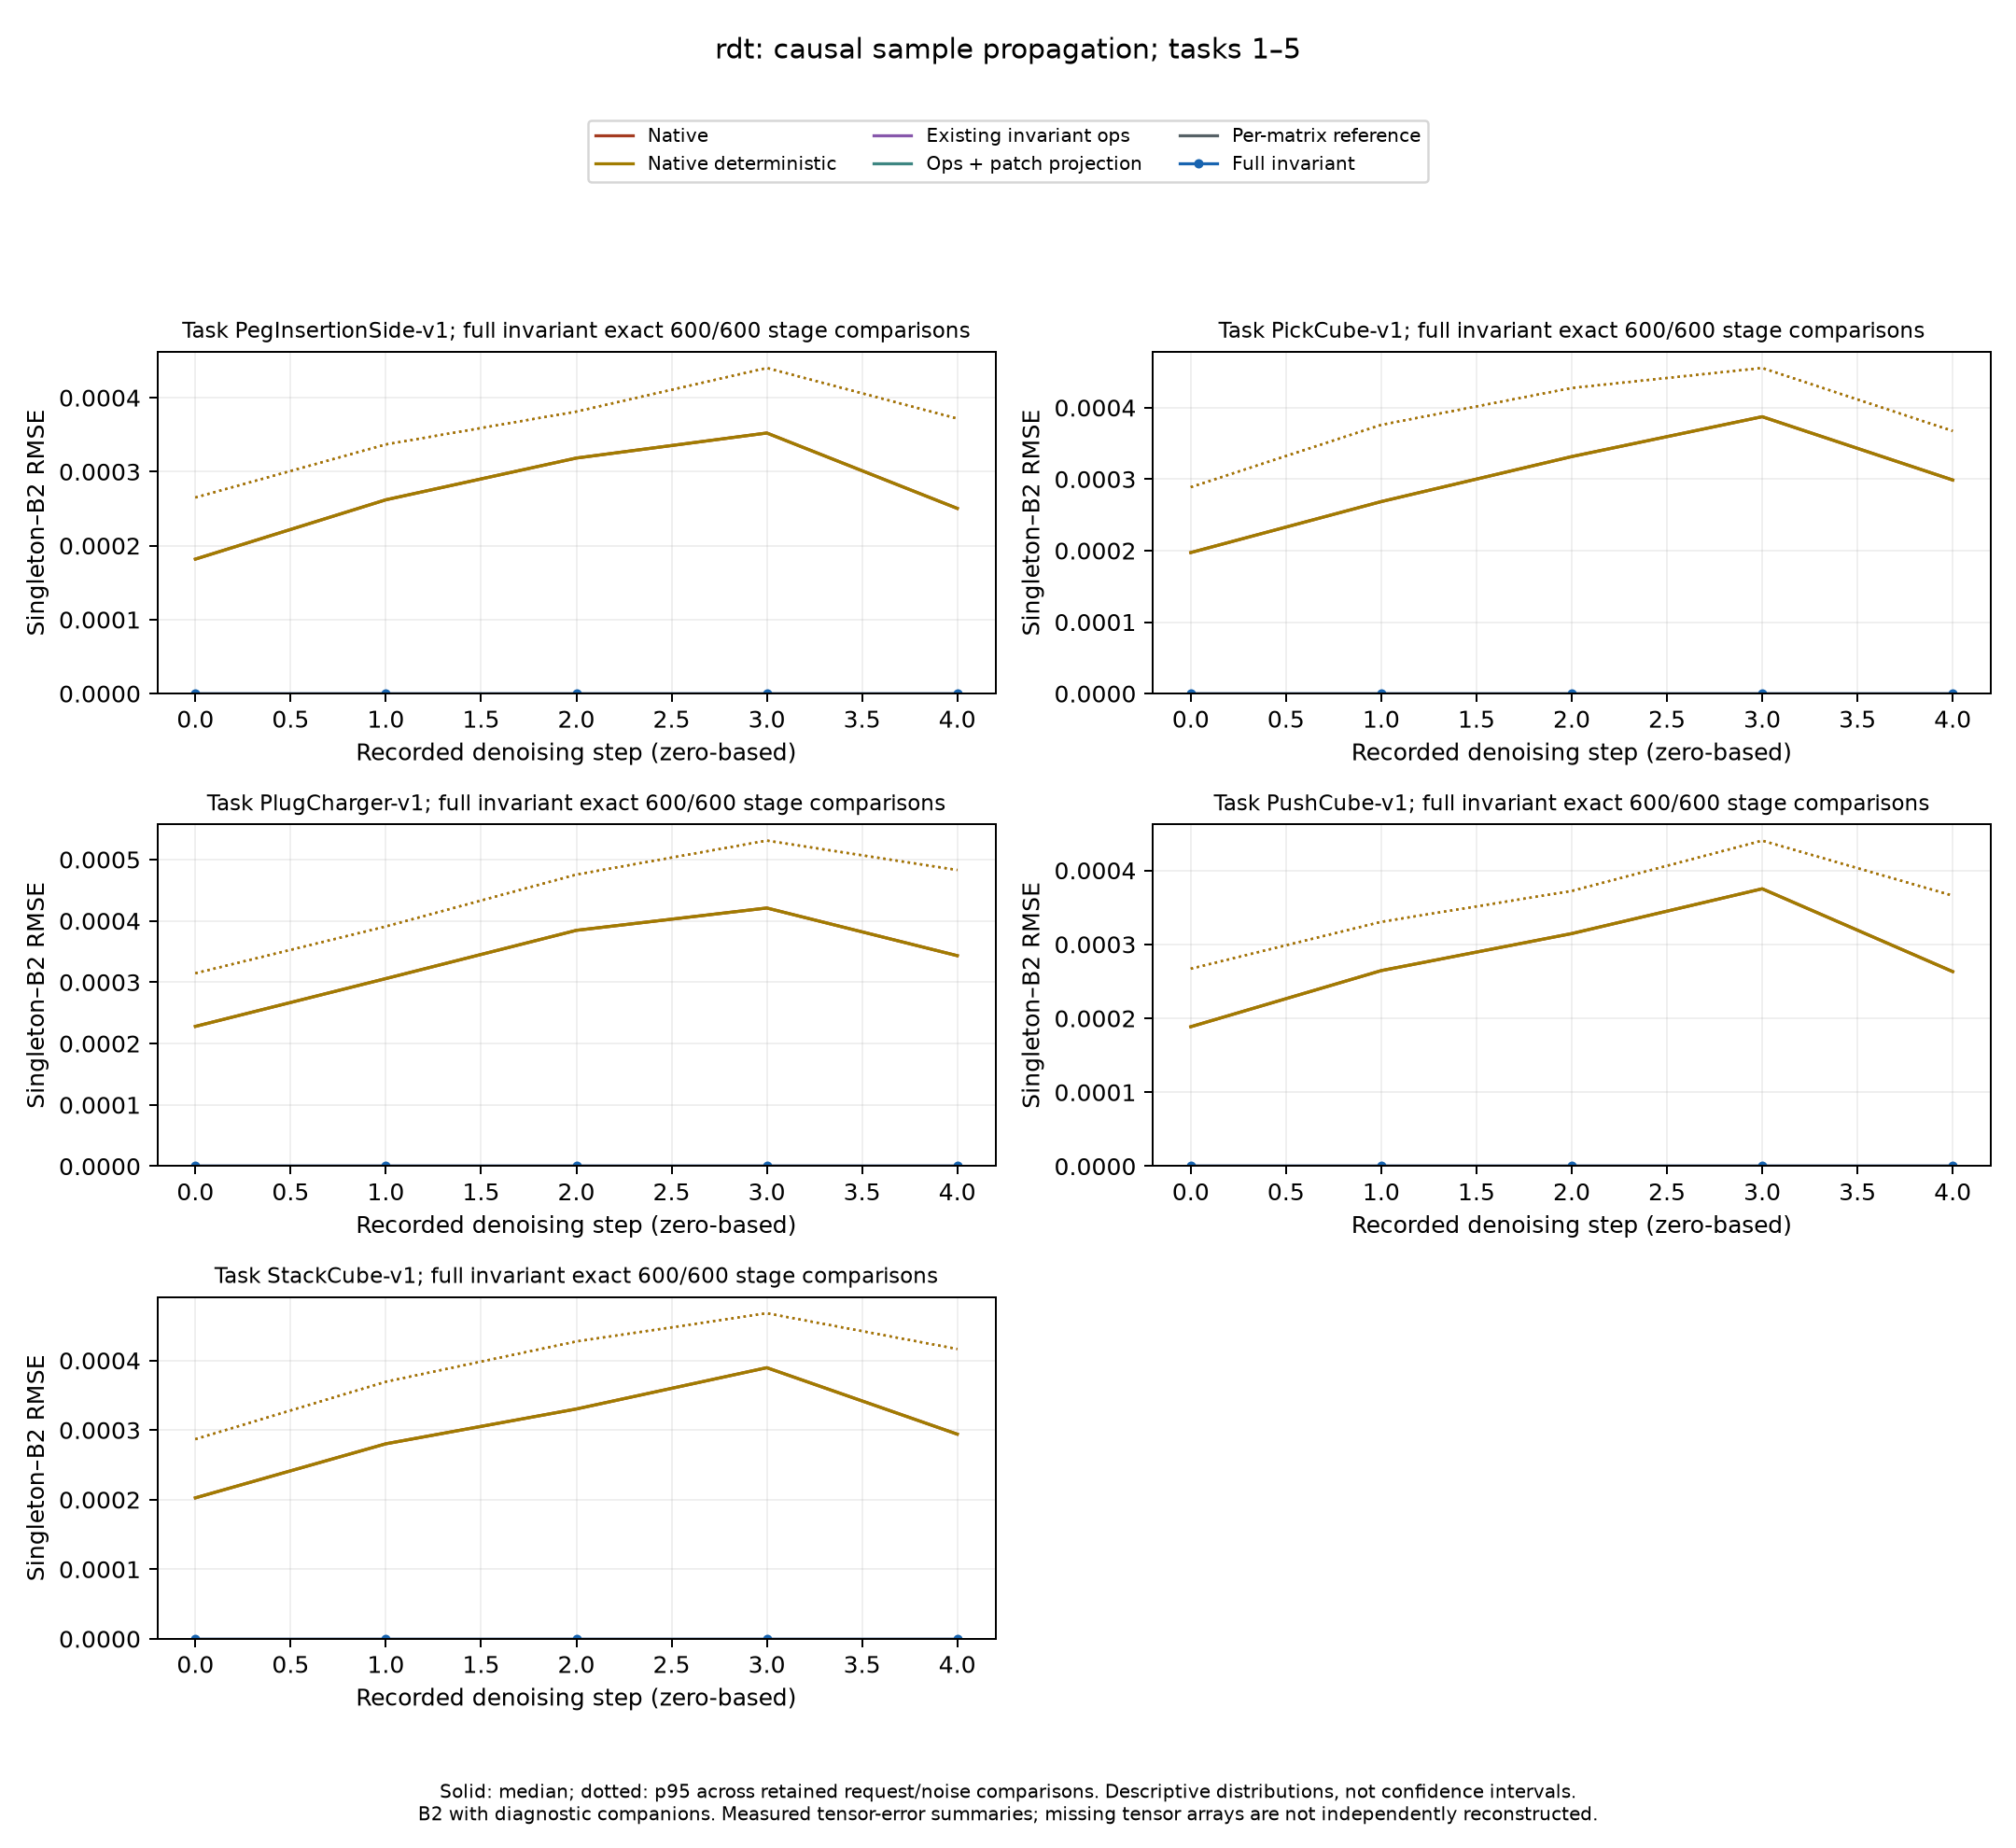 rdt: causal sample propagation; tasks 1–5
Native
Native deterministic
Existing invariant ops
Ops + patch projection
Per-matrix reference
Full invariant
Task PegInsertionSide-v1; full invariant exact 600/600 stage comparisons
Singleton–B2 RMSE
0.0004
0.0003
0.0002
0.0001
0.0000
0.0 0.5 1.0 1.5 2.0 2.5 3.0 3.5 4.0
Recorded denoising step (zero-based)
Task PickCube-v1; full invariant exact 600/600 stage comparisons
Singleton–B2 RMSE
0.0004
0.0003
0.0002
0.0001
0.0000
0.0 0.5 1.0 1.5 2.0 2.5 3.0 3.5 4.0
Recorded denoising step (zero-based)
Task PlugCharger-v1; full invariant exact 600/600 stage comparisons
Singleton–B2 RMSE
0.0005
0.0004
0.0003
0.0002
0.0001
0.0000
0.0 0.5 1.0 1.5 2.0 2.5 3.0 3.5 4.0
Recorded denoising step (zero-based)
Task PushCube-v1; full invariant exact 600/600 stage comparisons
Singleton–B2 RMSE
0.0004
0.0003
0.0002
0.0001
0.0000
0.0 0.5 1.0 1.5 2.0 2.5 3.0 3.5 4.0
Recorded denoising step (zero-based)
Task StackCube-v1; full invariant exact 600/600 stage comparisons
Singleton–B2 RMSE
0.0004
0.0003
0.0002
0.0001
0.0000
0.0 0.5 1.0 1.5 2.0 2.5 3.0 3.5 4.0
Recorded denoising step (zero-based)
Solid: median; dotted: p95 across retained request/noise comparisons. Descriptive distributions, not confidence intervals.
B2 with diagnostic companions. Measured tensor-error summaries; missing tensor arrays are not independently reconstructed.